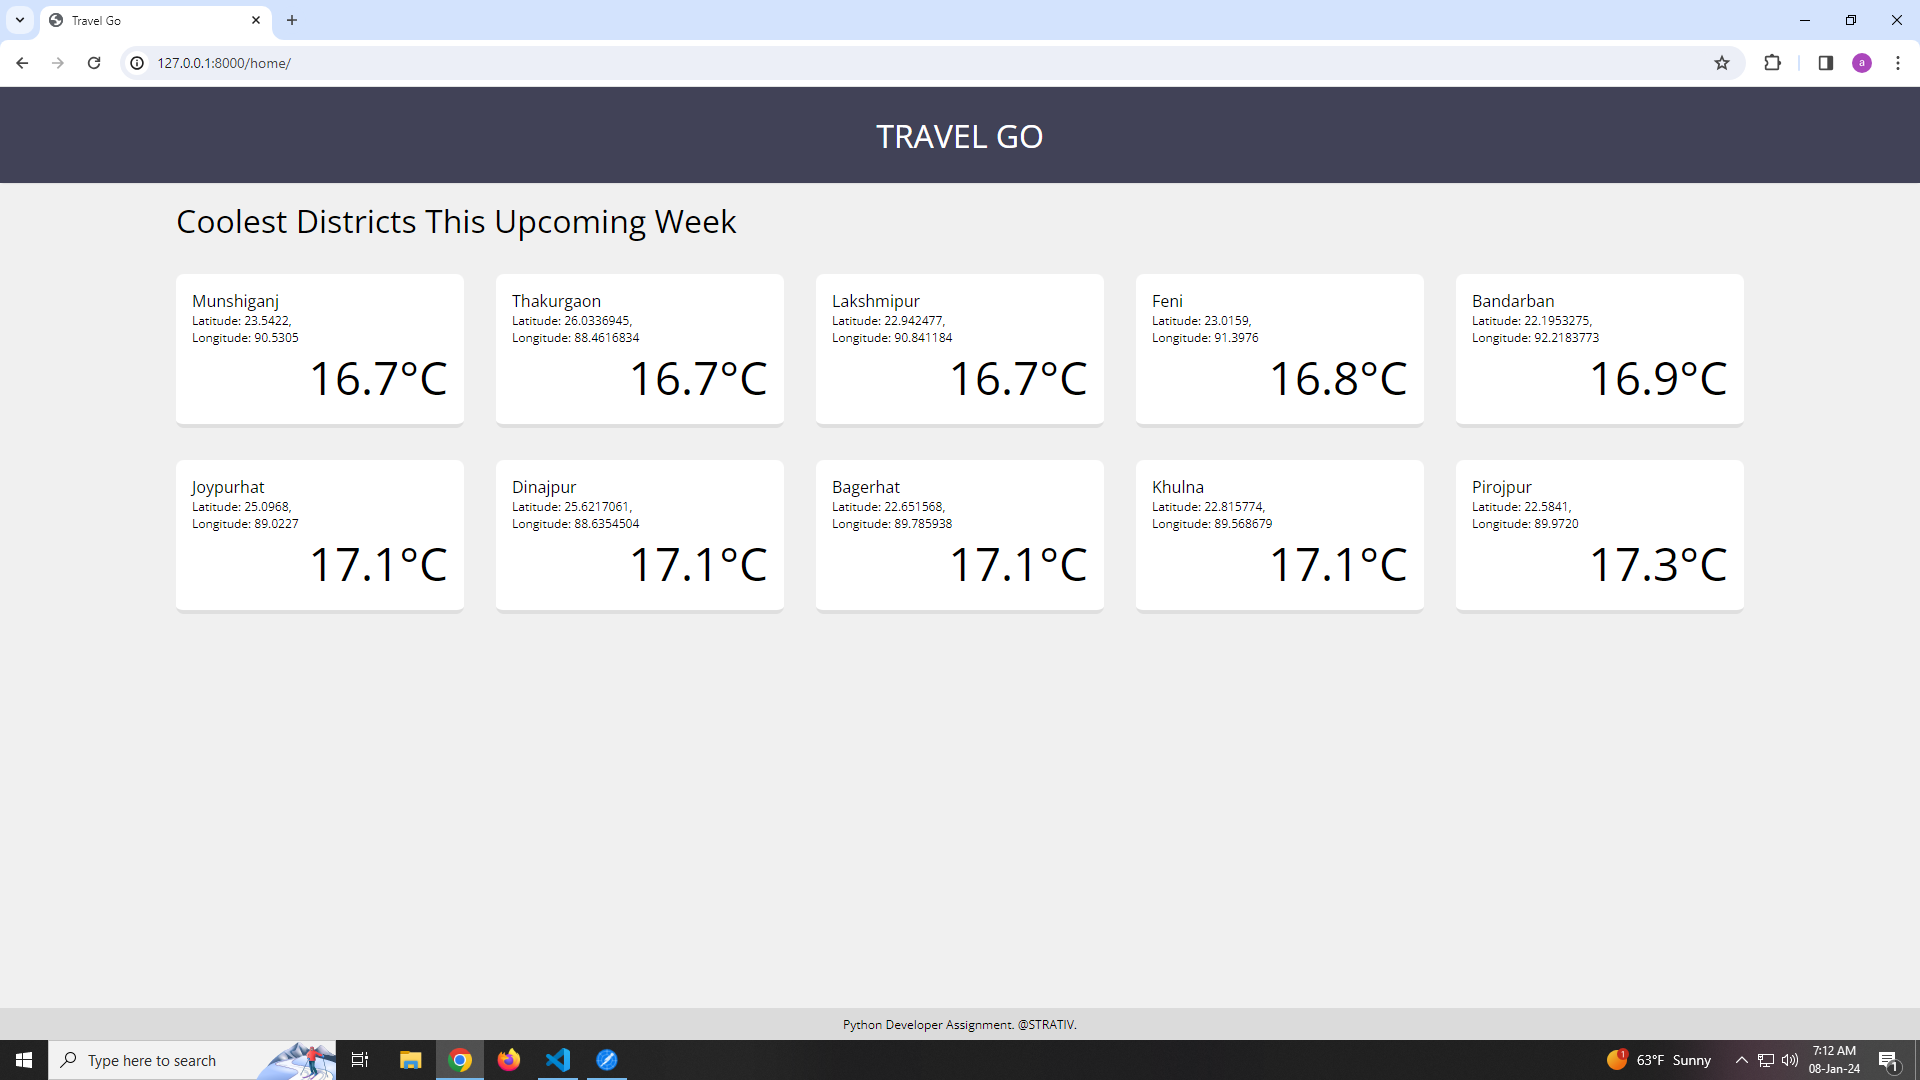 Travel Go
127.0.0.1:8000/home/
a
TRAVEL GO
Coolest Districts This Upcoming Week
Munshiganj
Latitude: 23.5422,
Longitude: 90.5305
16.7°C
Thakurgaon
Latitude: 26.0336945,
Longitude: 88.4616834
16.7°C
Lakshmipur
Latitude: 22.942477,
Longitude: 90.841184
16.7°C
Feni
Latitude: 23.0159,
Longitude: 91.3976
16.8°C
Bandarban
Latitude: 22.1953275,
Longitude: 92.2183773
16.9°C
Joypurhat
Latitude: 25.0968,
Longitude: 89.0227
17.1°C
Dinajpur
Latitude: 25.6217061,
Longitude: 88.6354504
17.1°C
Bagerhat
Latitude: 22.651568,
Longitude: 89.785938
17.1°C
Khulna
Latitude: 22.815774,
Longitude: 89.568679
17.1°C
Pirojpur
Latitude: 22.5841,
Longitude: 89.9720
17.3°C
Python Developer Assignment. @STRATIV.
Type here to search
1
63°F Sunny
7:12 AM
08-Jan-24
1